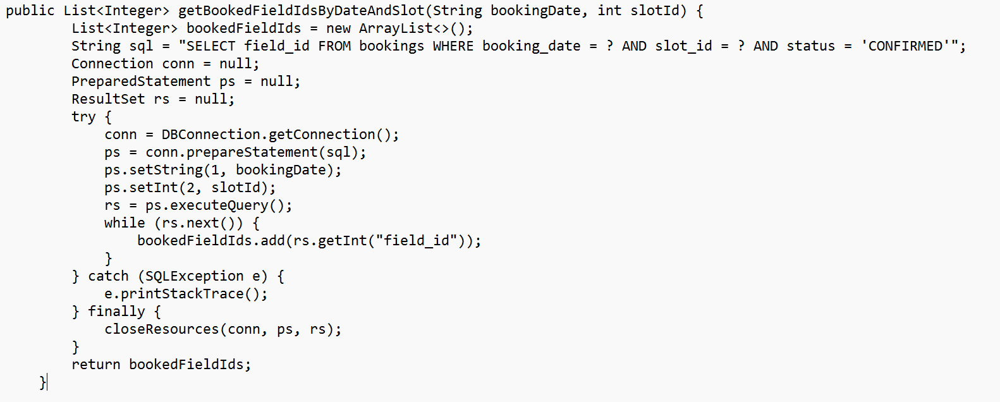 public List<Integer> getBookedFieldIdsByDateAndSlot(String bookingDate, int slotId) {
        List<Integer> bookedFieldIds = new ArrayList<>();
        String sql = "SELECT field_id FROM bookings WHERE booking_date = ? AND slot_id = ? AND status = 'CONFIRMED'";
        Connection conn = null;
        PreparedStatement ps = null;
        ResultSet rs = null;
        try {
            conn = DBConnection.getConnection();
            ps = conn.prepareStatement(sql);
            ps.setString(1, bookingDate);
            ps.setInt(2, slotId);
            rs = ps.executeQuery();
            while (rs.next()) {
                bookedFieldIds.add(rs.getInt("field_id"));
            }
        } catch (SQLException e) {
            e.printStackTrace();
        } finally {
            closeResources(conn, ps, rs);
        }
        return bookedFieldIds;
    }